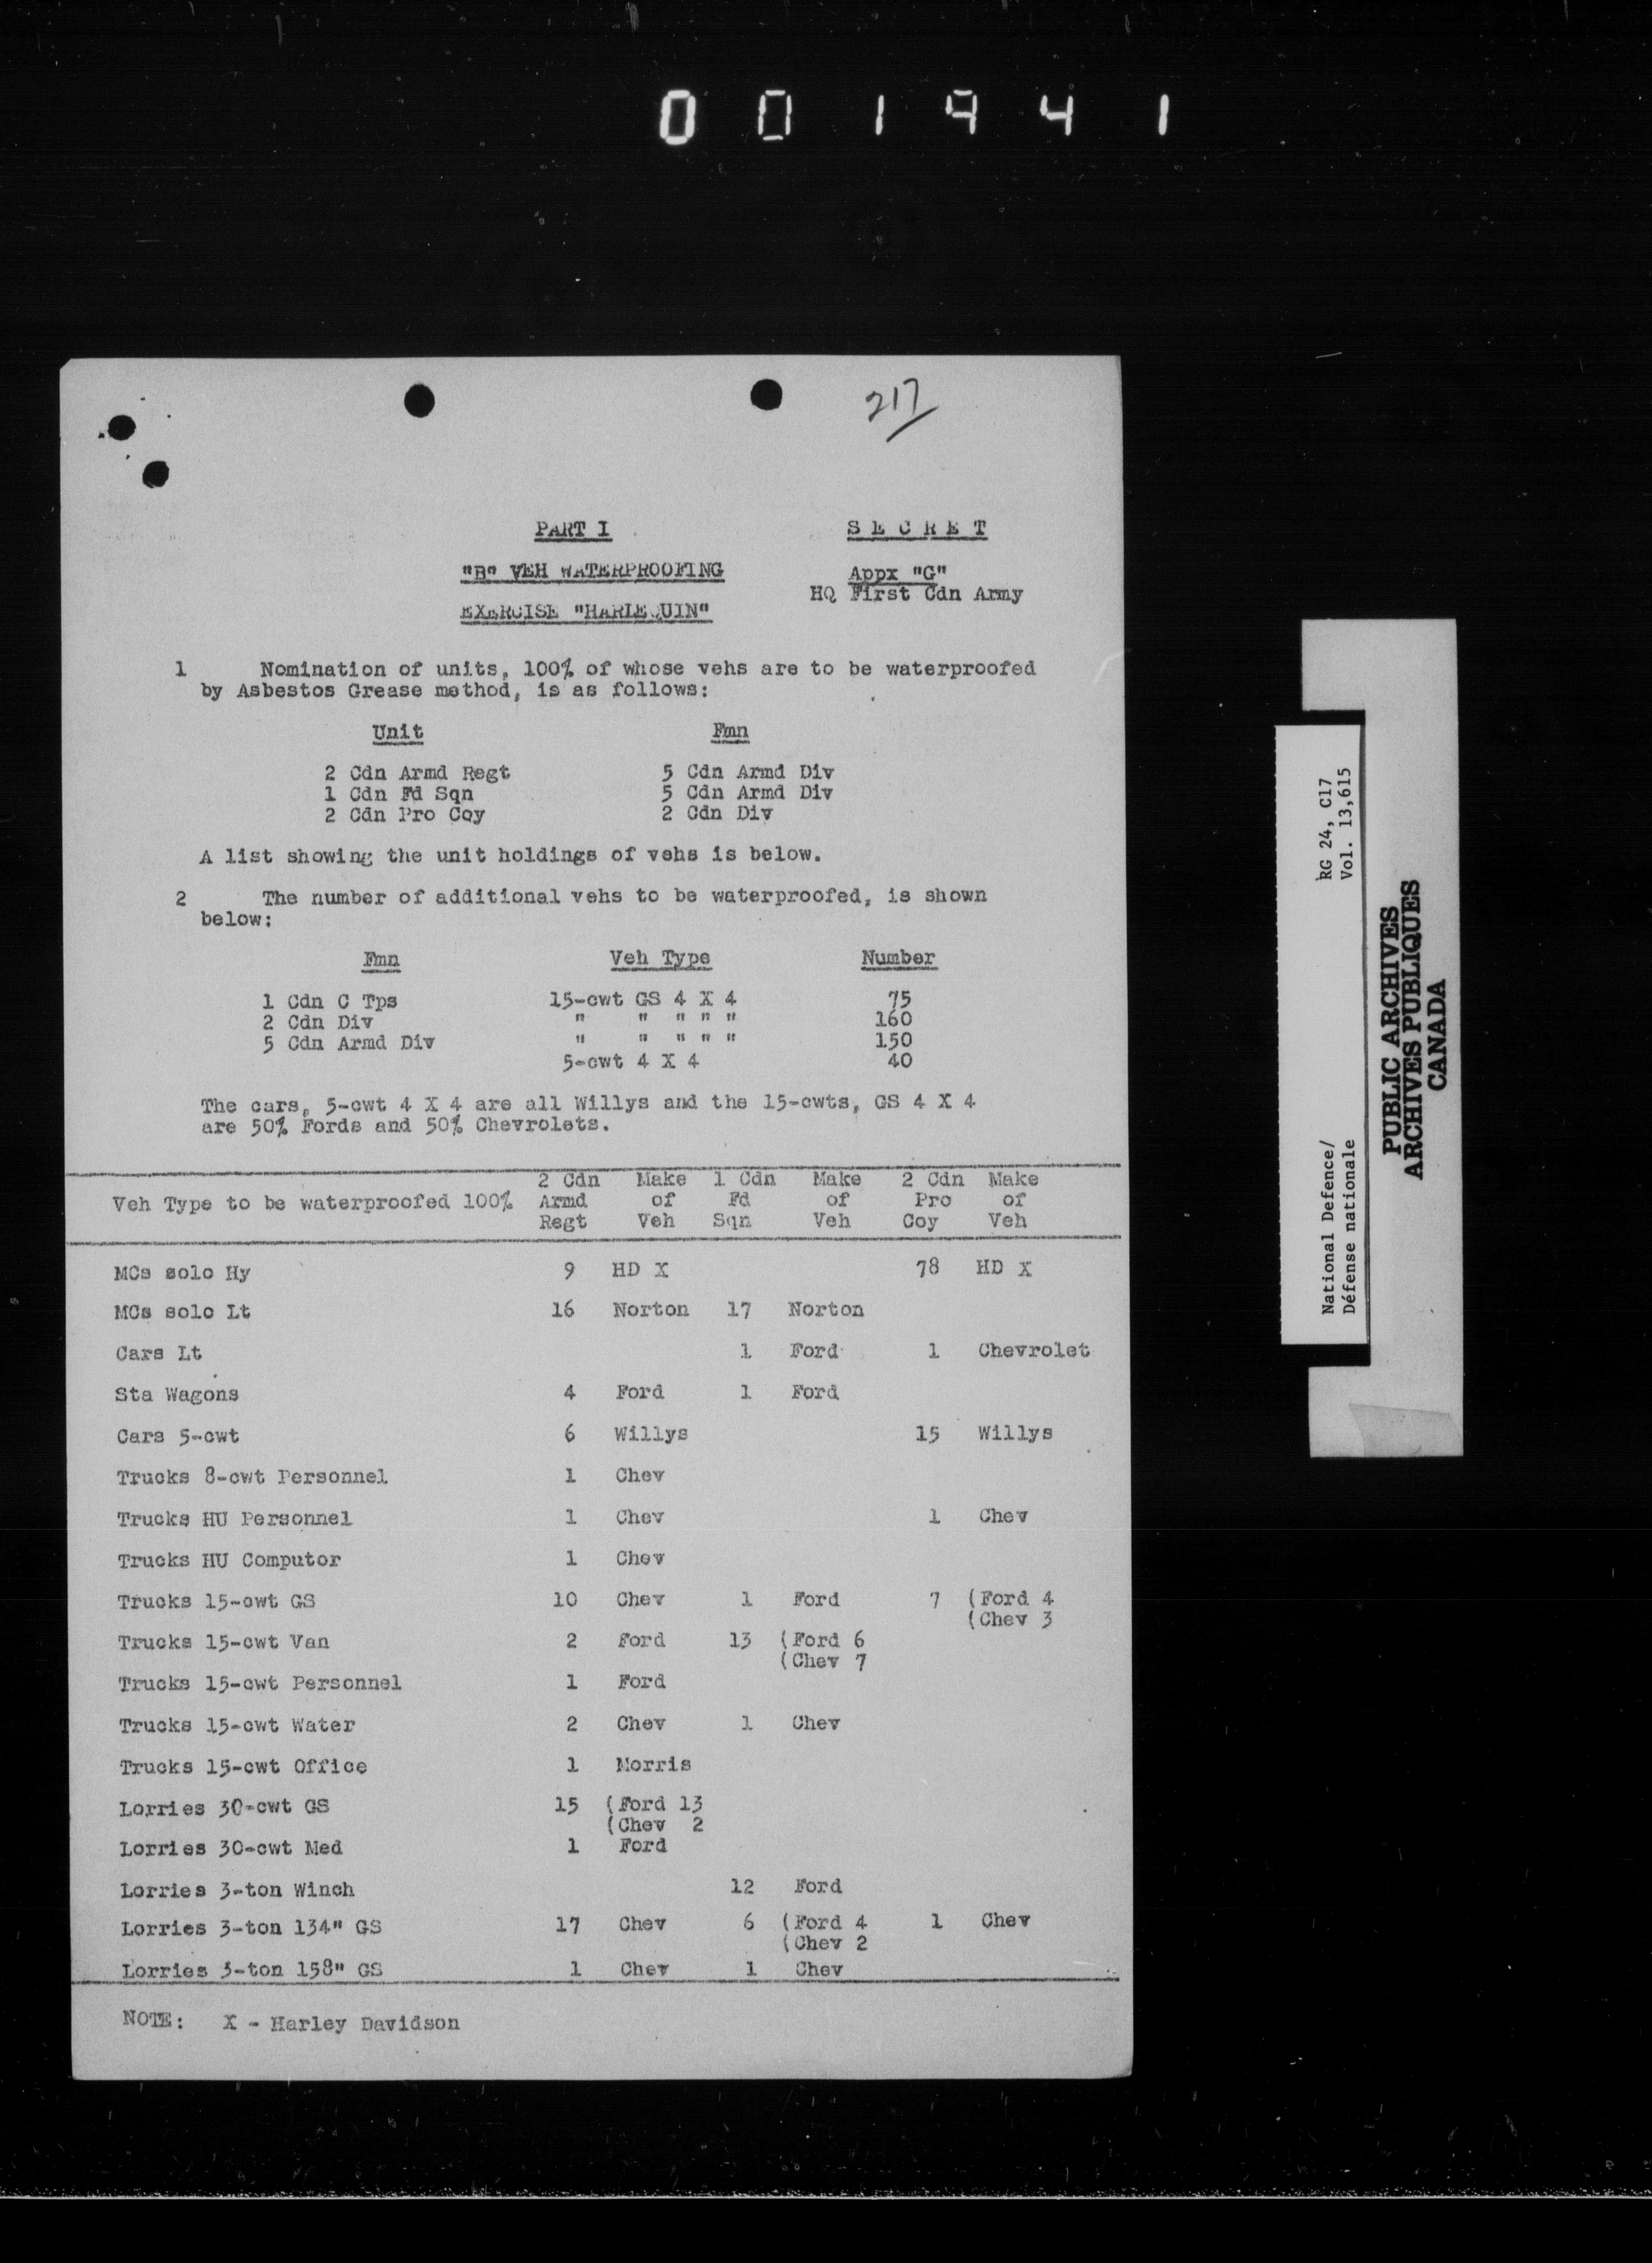 001941
217
PART I
SECRET
"B" VEH WATERPROOFING
Appx "G"
HQ First Cdn Army
EXERCISE "HARLEQUIN"
1 Nomination of units, 100% of whose vehs are to be waterproofed
by Asbestos Grease method, is as follows:
Unit Fmn
2 Cdn Armd Regt 5 Cdn Armd Div
1 Cdn Fd Sqn 5 Cdn Armd Div
2 Cdn Pro Coy 2 Cdn Div
A list showing the unit holdings of vehs is below.
2 The number of additional vehs to be waterproofed, is shown
below:
Fmn Veh Type Number
1 Cdn C Tps 15-cwt GS 4 X 4 75
2 Cdn Div " " " " " 160
5 Cdn Armd Div " " " " " 150
5-cwt 4 X 4 40
The cars, 5-cwt 4 X 4 are all Willys and the 15-cwts, GS 4 X 4
are 50% Fords and 50% Chevrolets.
2 Cdn Make 1 Cdn Make 2 Cdn Make
Veh Type to be waterproofed 100% Armd of Fd of Pro of
Regt Veh Sqn Veh Coy Veh
MCs solo Hy 9 HD X 78 HD X
MCs solo Lt 16 Norton 17 Norton
Cars Lt 1 Ford 1 Chevrolet
Sta Wagons 4 Ford 1 Ford
Cars 5-cwt 6 Willys 15 Willys
Trucks 8-cwt Personnel 1 Chev
Trucks HU Personnel 1 Chev 1 Chev
Trucks HU Computor 1 Chev
Trucks 15-cwt GS 10 Chev 1 Ford 7 (Ford 4
(Chev 3
Trucks 15-cwt Van 2 Ford 13 (Ford 6
(Chev 7
Trucks 15-cwt Personnel 1 Ford
Trucks 15-cwt Water 2 Chev 1 Chev
Trucks 15-cwt Office 1 Morris
Lorries 30-cwt GS 15 (Ford 13
(Chev 2
Lorries 30-cwt Med 1 Ford
Lorries 3-ton Winch 12 Ford
Lorries 3-ton 134" GS 17 Chev 6 (Ford 4 1 Chev
(Chev 2
Lorries 3-ton 158" GS 1 Chev 1 Chev
NOTE: X - Harley Davidson
National Defence/ RG 24, C17
Défense nationale Vol. 13,615
PUBLIC ARCHIVES
ARCHIVES PUBLIQUES
CANADA